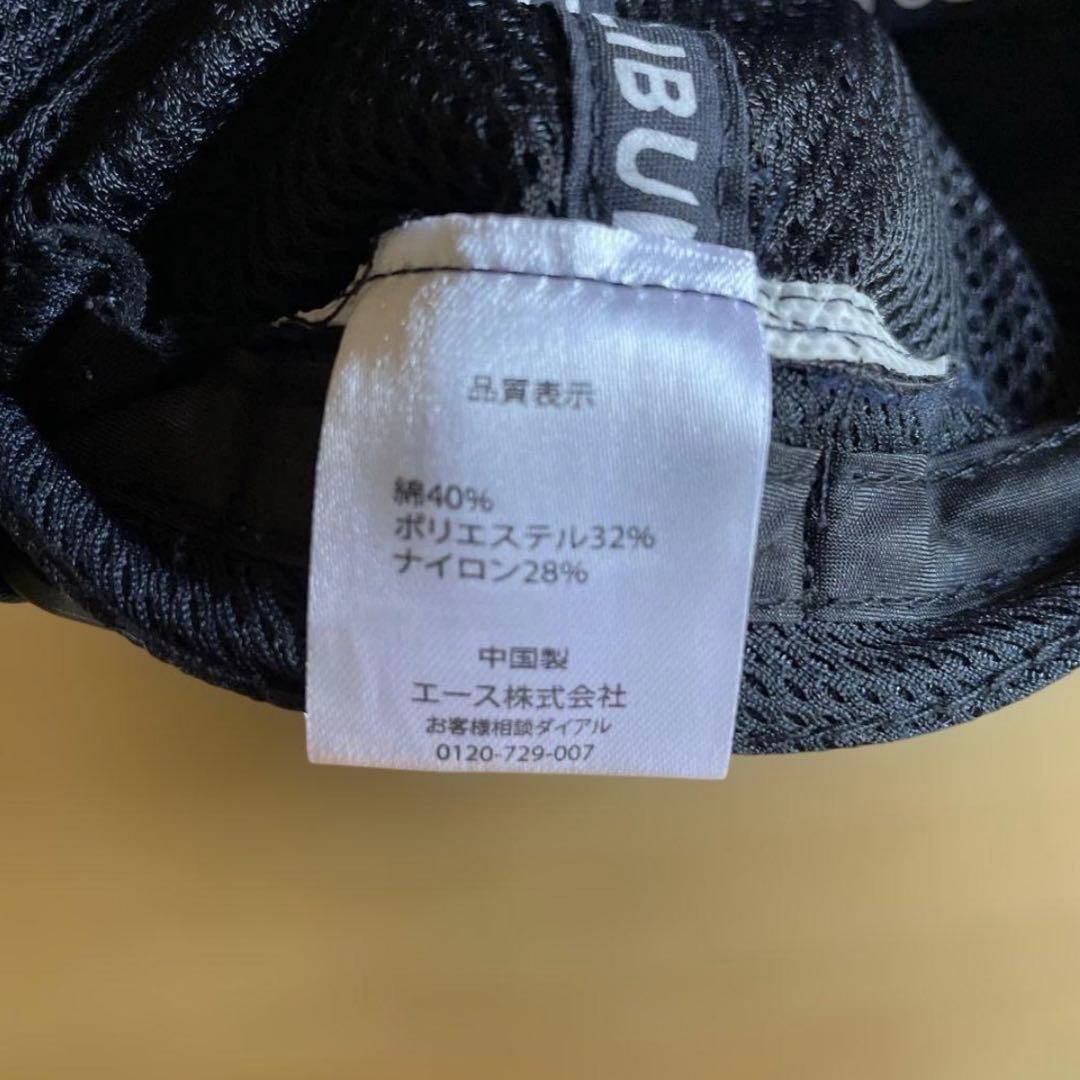 品質表示
綿40%
ポリエステル32%
ナイロン28%
中国製
エース株式会社
お客様相談ダイアル
0120-729-007